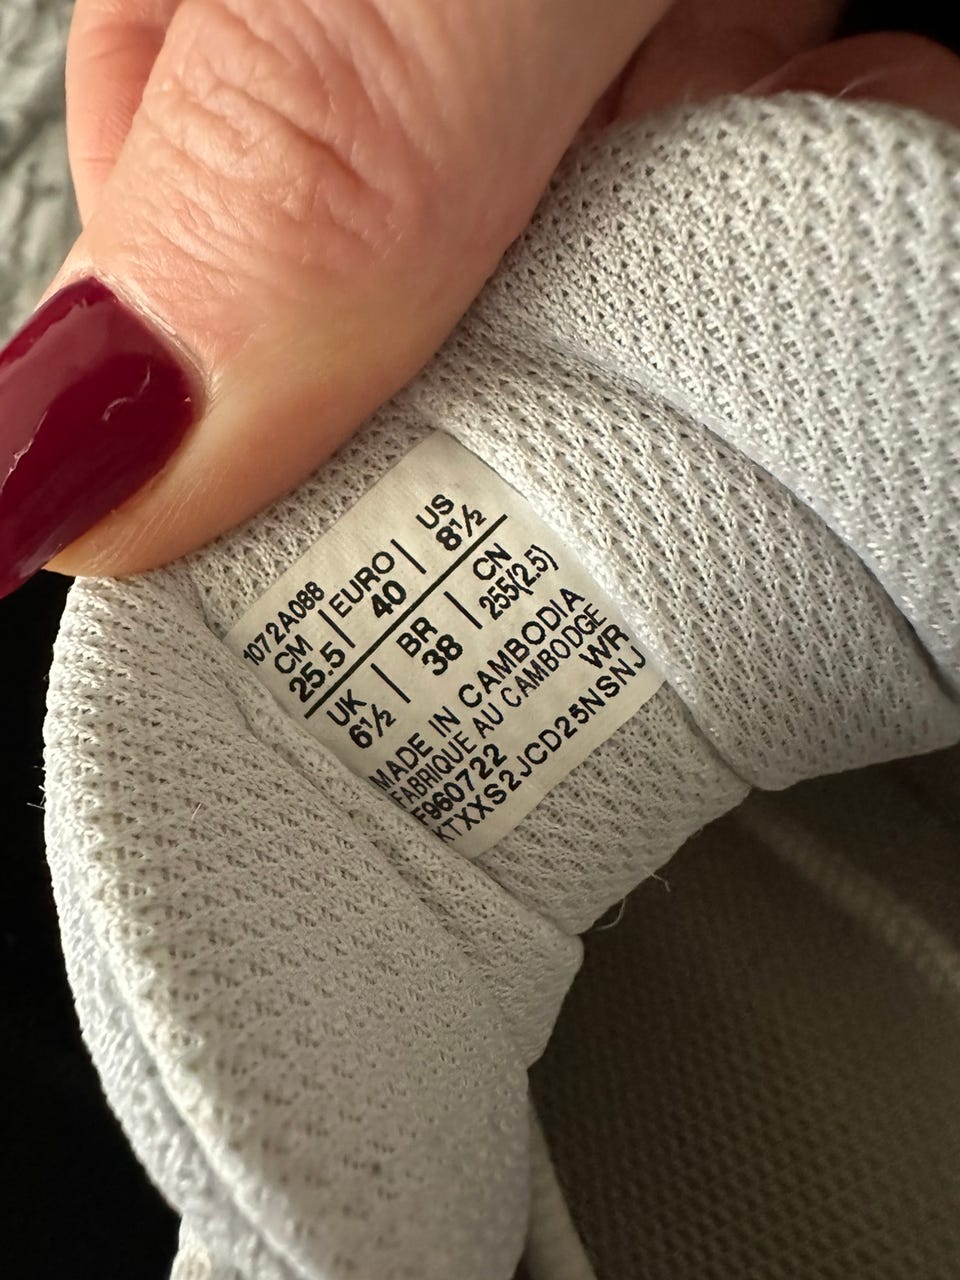 1072A088
CM EURO US
25.5 40 8½
UK BR CN
6½ 38 255(2.5)
MADE IN CAMBODIA
FABRIQUE AU CAMBODGE
F960722 WR
KTXXS2JCD25NSNJ